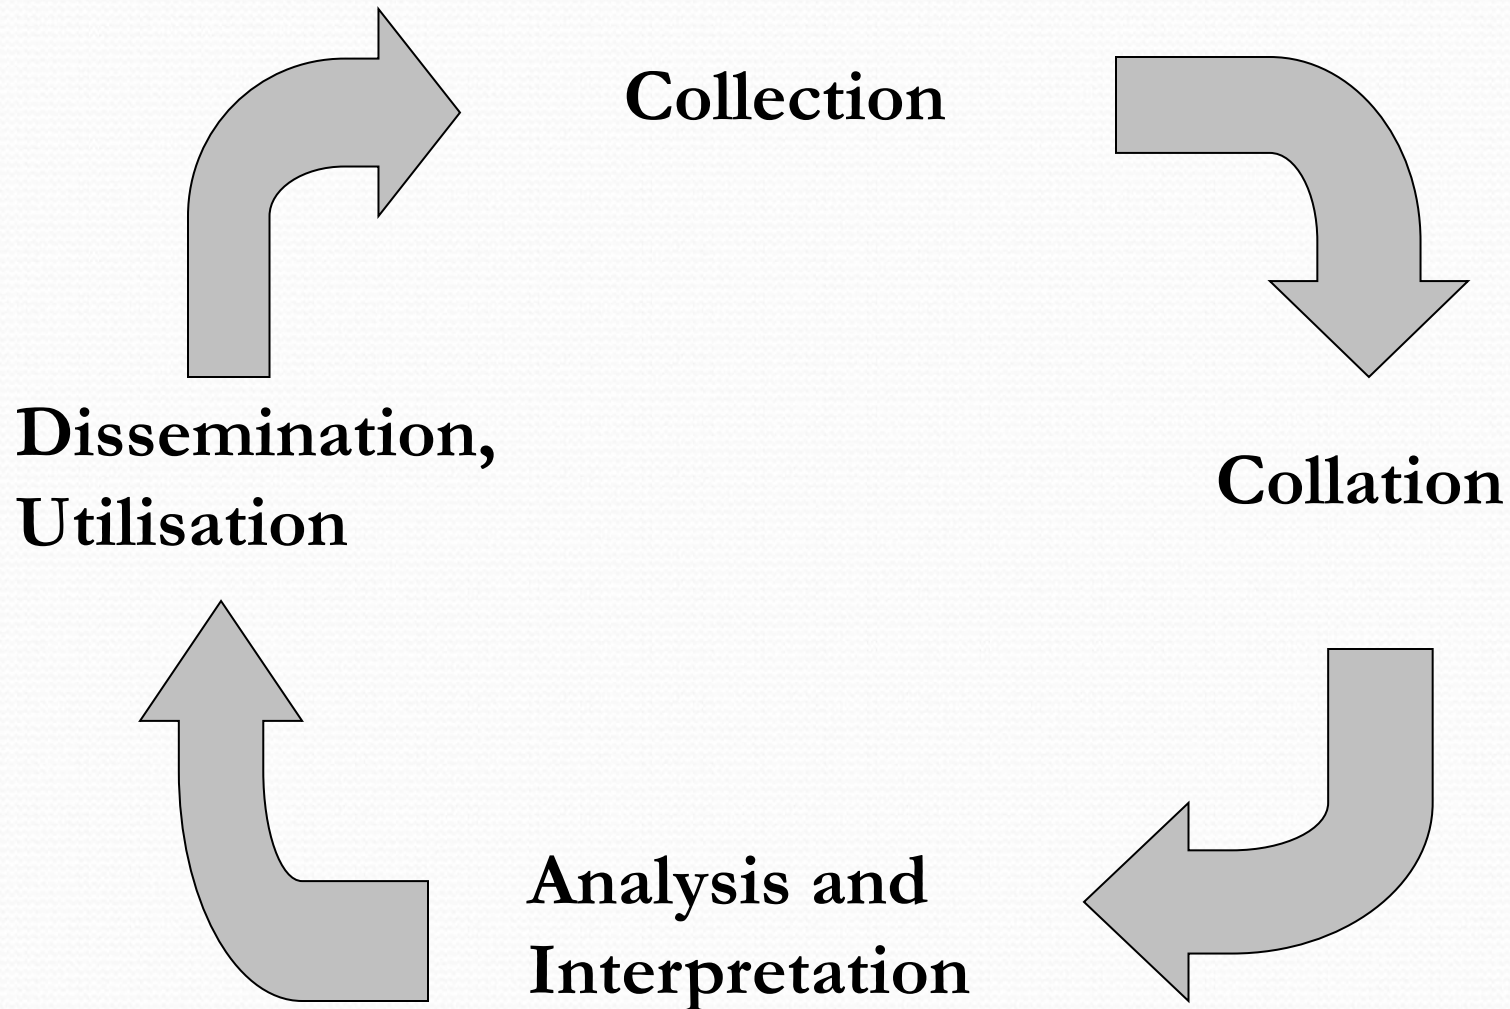 Collection
Dissemination,
Utilisation
Collation
Analysis and
Interpretation